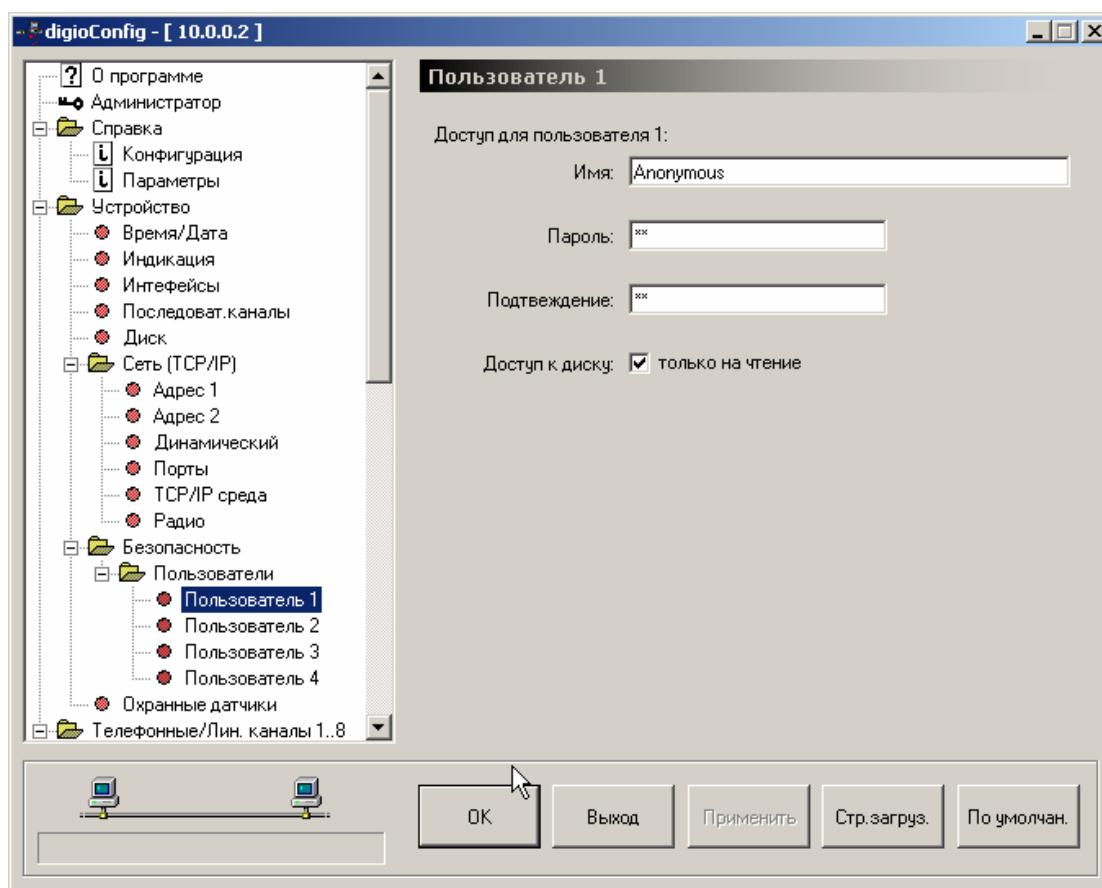 digioConfig - [ 10.0.0.2 ]
О программе
Администратор
Справка
Конфигурация
Параметры
Устройство
Время/Дата
Индикация
Интефейсы
Последоват.каналы
Диск
Сеть (TCP/IP)
Адрес 1
Адрес 2
Динамический
Порты
TCP/IP среда
Радио
Безопасность
Пользователи
Пользователь 1
Пользователь 2
Пользователь 3
Пользователь 4
Охранные датчики
Телефонные/Лин. каналы 1..8
Пользователь 1
Доступ для пользователя 1:
Имя: Anonymous
Пароль: **
Подтвеждение: **
Доступ к диску: только на чтение
OK Выход Применить Стр.загруз. По умолчан.